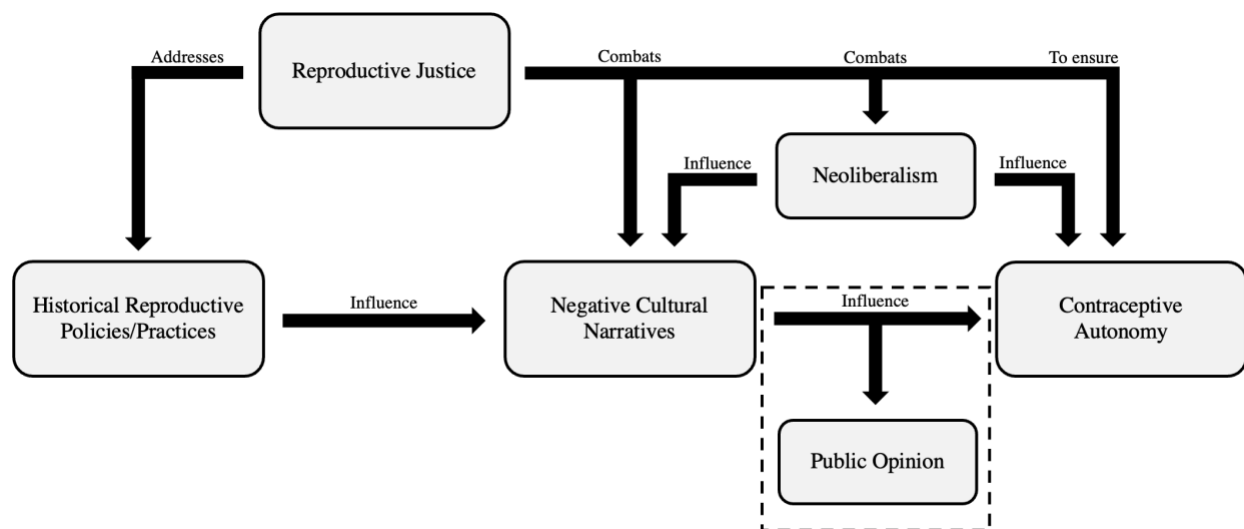 Addresses
Reproductive Justice
Combats
Combats
To ensure
Influence
Neoliberalism
Influence
Historical Reproductive
Policies/Practices
Influence
Negative Cultural
Narratives
Influence
Contraceptive
Autonomy
Public Opinion